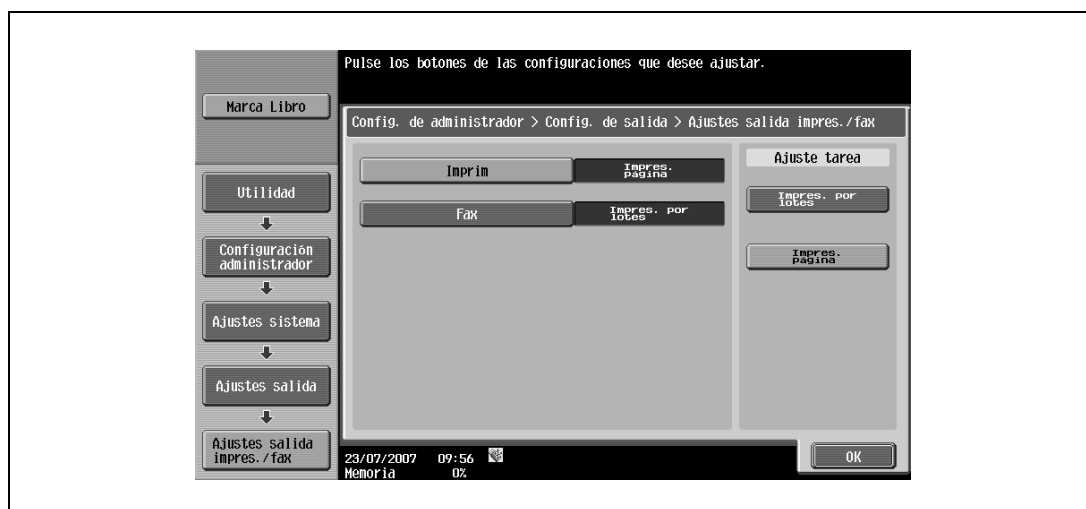 Pulse los botones de las configuraciones que desee ajustar.
Marca Libro
Config. de administrador > Config. de salida > Ajustes salida impres./fax
Utilidad
Configuración
administrador
Ajustes sistema
Ajustes salida
Ajustes salida
impres./fax
Imprim
Impres.
página
Fax
Impres. por
lotes
Ajuste tarea
Impres. por
lotes
Impres.
página
23/07/2007 09:56
Memoria 0%
OK